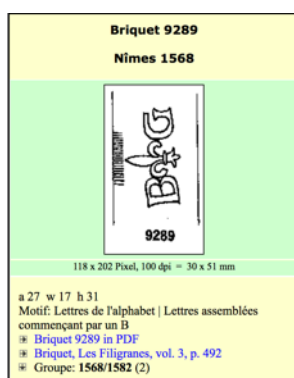 Briquet 9289
Nîmes 1568
B G
9289
118 x 202 Pixel, 100 dpi = 30 x 51 mm
a 27 w 17 h 31
Motif: Lettres de l'alphabet | Lettres assemblées
commençant par un B
Briquet 9289 in PDF
Briquet, Les Filigranes, vol. 3, p. 492
Groupe: 1568/1582 (2)